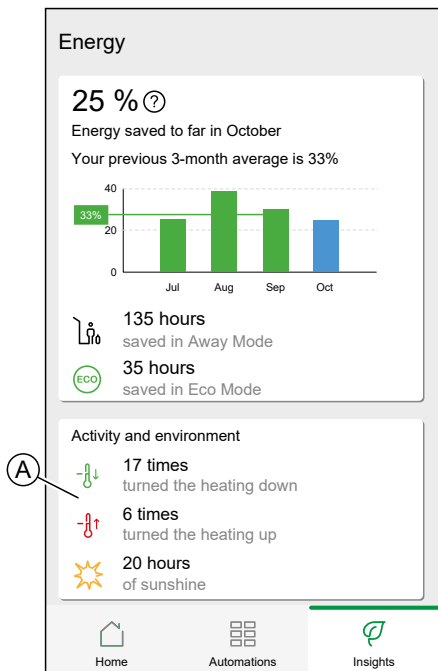 Energy
25 % ?
Energy saved to far in October
Your previous 3-month average is 33%
40
33%
20
0
Jul Aug Sep Oct
135 hours
saved in Away Mode
ECO
35 hours
saved in Eco Mode
Activity and environment
A
17 times
turned the heating down
6 times
turned the heating up
20 hours
of sunshine
Home Automations Insights